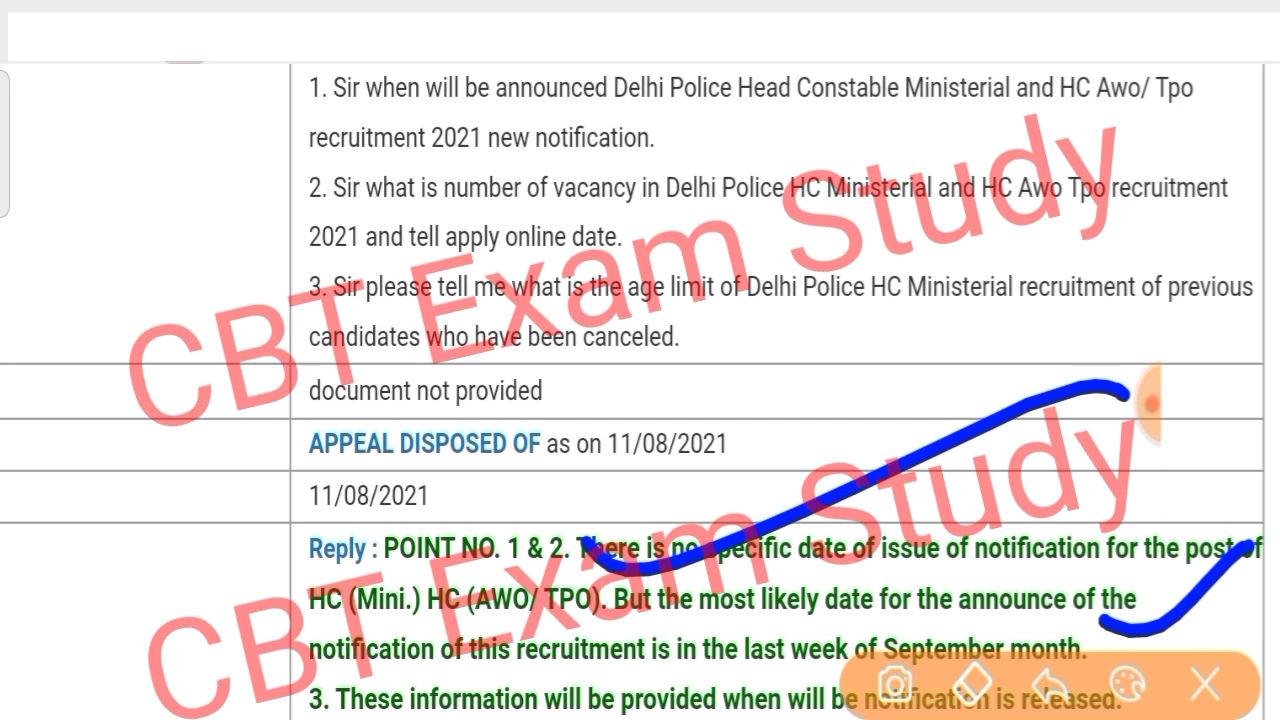 1. Sir when will be announced Delhi Police Head Constable Ministerial and HC Awo/ Tpo
recruitment 2021 new notification.
2. Sir what is number of vacancy in Delhi Police HC Ministerial and HC Awo Tpo recruitment
2021 and tell apply online date.
3. Sir please tell me what is the age limit of Delhi Police HC Ministerial recruitment of previous
candidates who have been canceled.
document not provided
APPEAL DISPOSED OF as on 11/08/2021
11/08/2021
Reply : POINT NO. 1 & 2. There is no specific date of issue of notification for the post of
HC (Mini.) HC (AWO/ TPO). But the most likely date for the announce of the
notification of this recruitment is in the last week of September month.
3. These information will be provided when will be notification is released.
CBT Exam Study
CBT Exam Study